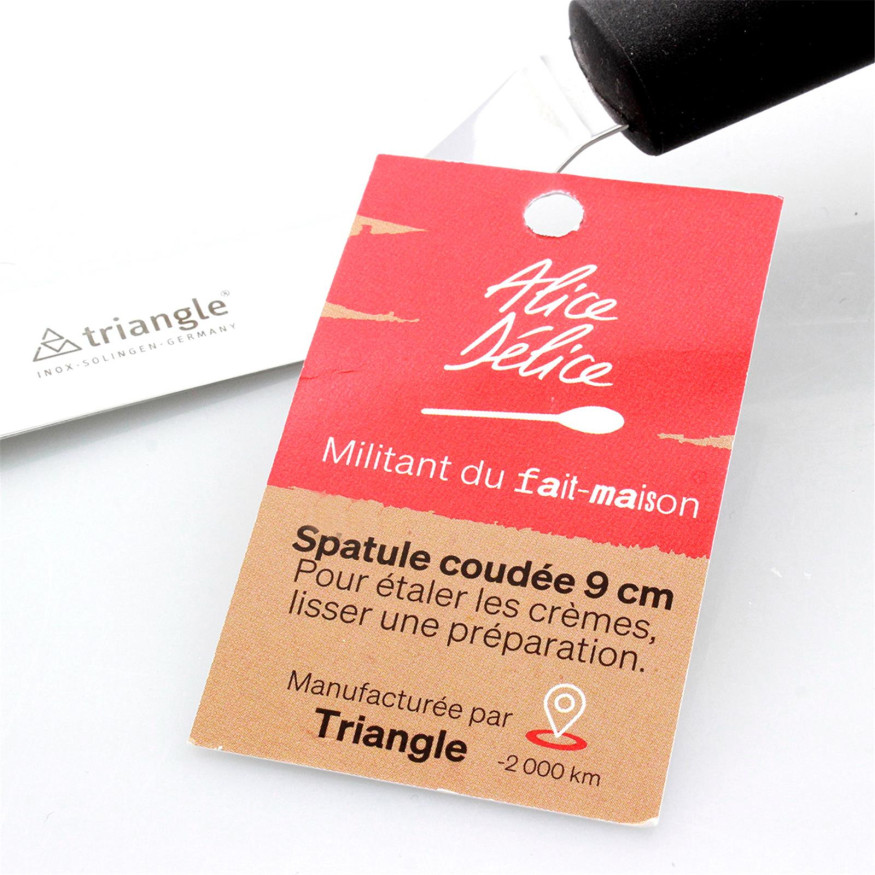 triangle®
INOX-SOLINGEN-GERMANY
Alice
Délice
Militant du fait-maison
Spatule coudée 9 cm
Pour étaler les crèmes,
lisser une préparation.
Manufacturée par
Triangle
-2 000 km